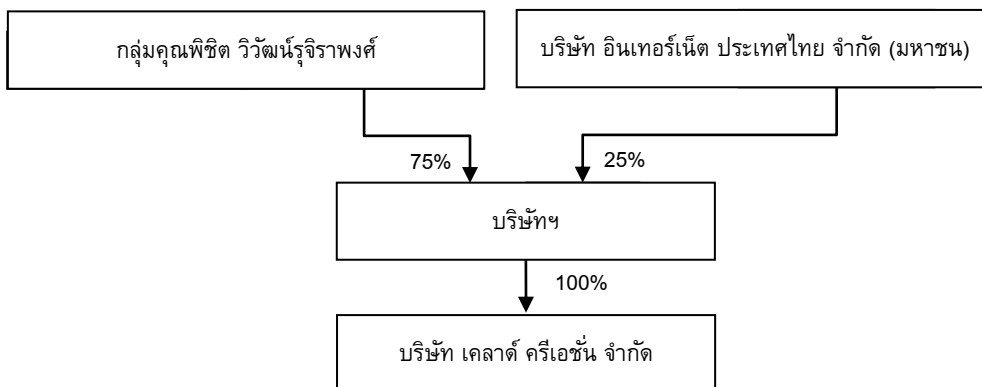 กลุ่มคุณพิชิต วิวัฒน์รุจิราพงศ์
บริษัท อินเทอร์เน็ต ประเทศไทย จำกัด (มหาชน)
75%
25%
บริษัทฯ
100%
บริษัท เคลาด์ ครีเอชั่น จำกัด